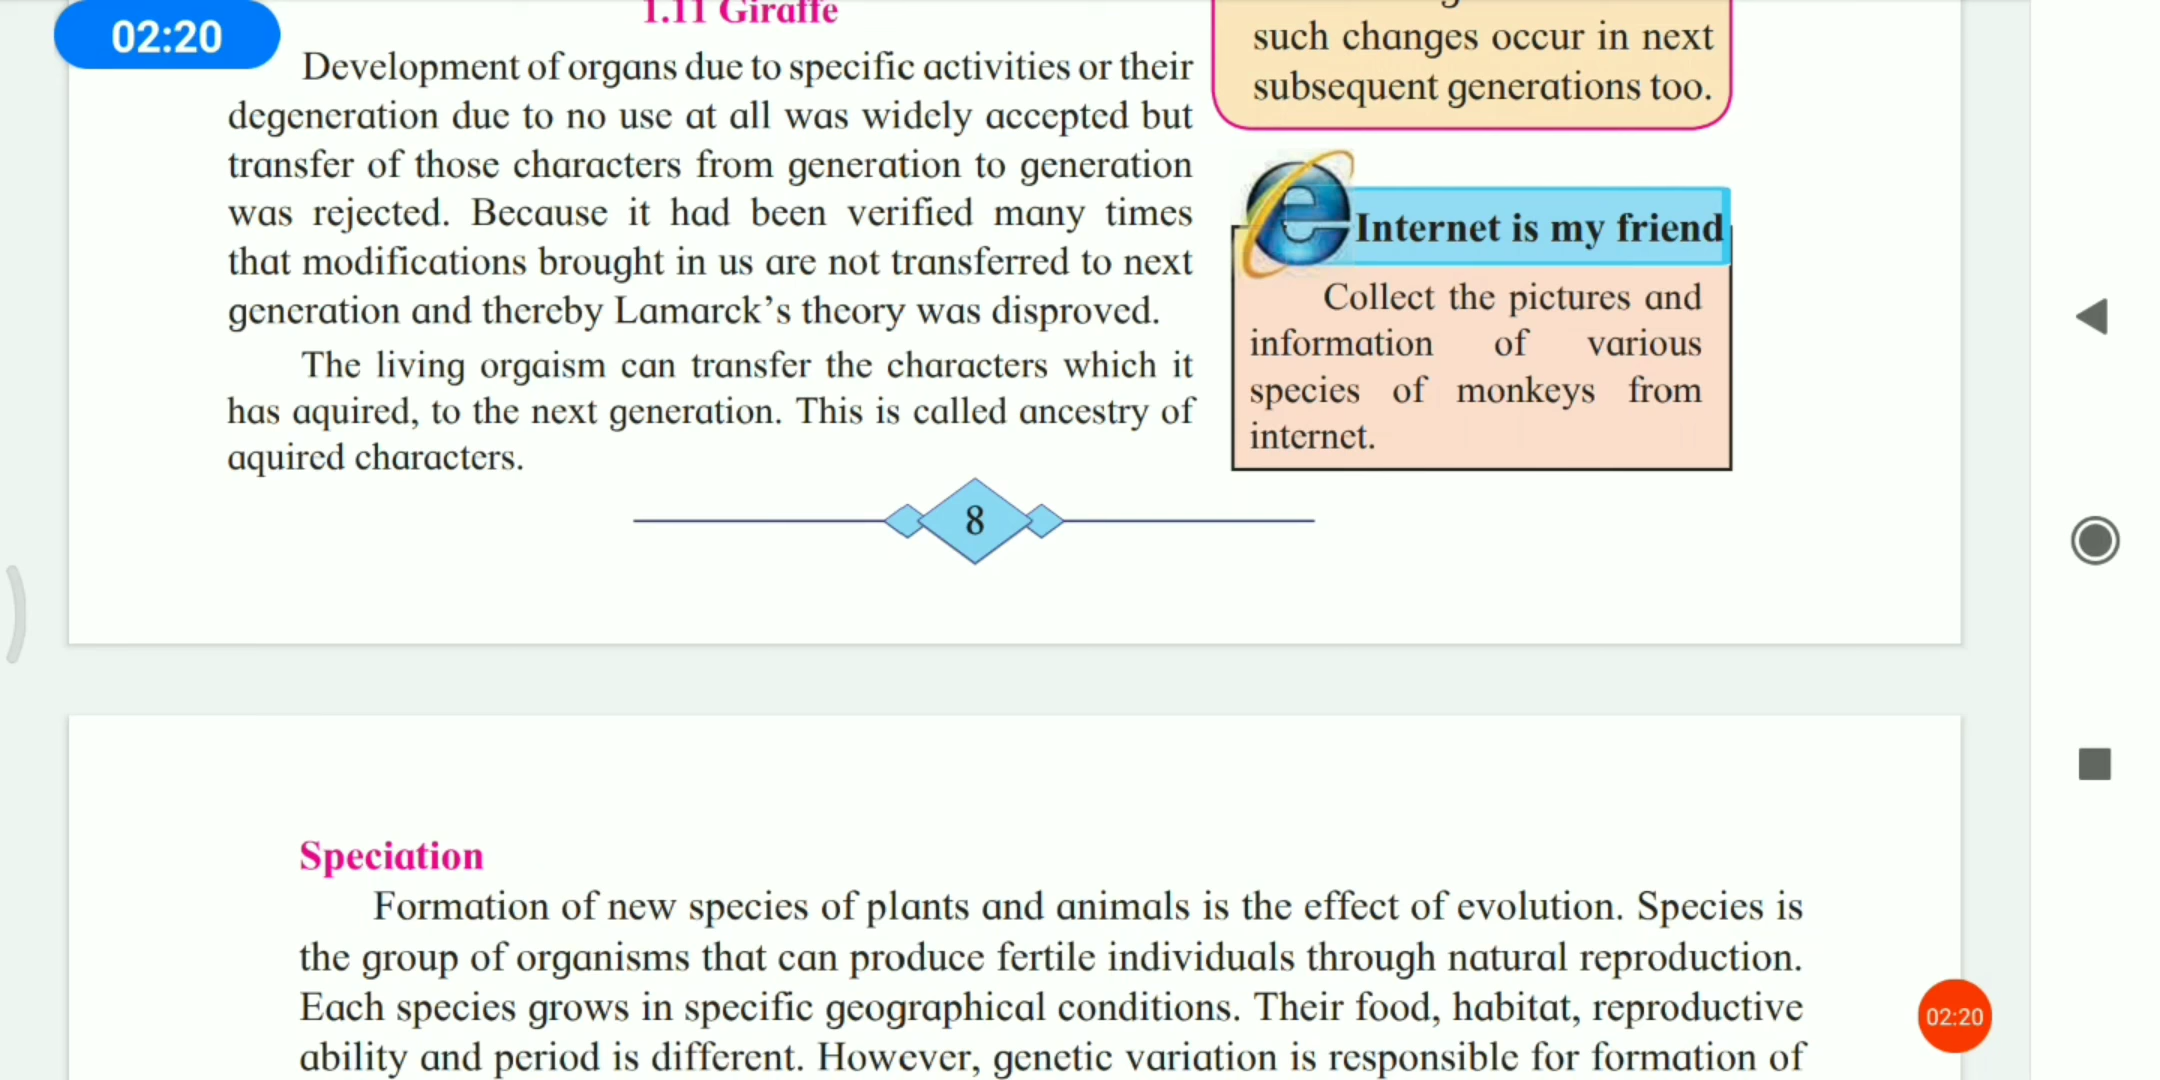 02:20
1.11 Giraffe
Development of organs due to specific activities or their
degeneration due to no use at all was widely accepted but
transfer of those characters from generation to generation
was rejected. Because it had been verified many times
that modifications brought in us are not transferred to next
generation and thereby Lamarck’s theory was disproved.
The living orgaism can transfer the characters which it
has aquired, to the next generation. This is called ancestry of
aquired characters.
such changes occur in next
subsequent generations too.
Internet is my friend
Collect the pictures and
information of various
species of monkeys from
internet.
8
Speciation
Formation of new species of plants and animals is the effect of evolution. Species is
the group of organisms that can produce fertile individuals through natural reproduction.
Each species grows in specific geographical conditions. Their food, habitat, reproductive
ability and period is different. However, genetic variation is responsible for formation of
02:20